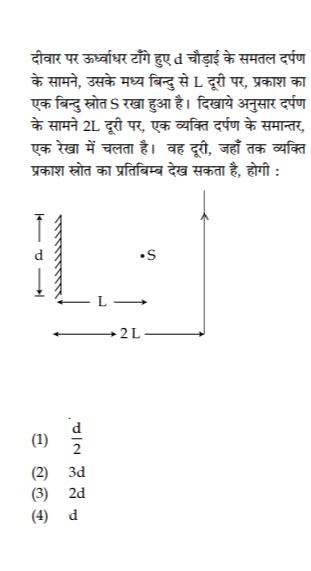 दीवार पर ऊर्ध्वाधर टाँगे हुए d चौड़ाई के समतल दर्पण
के सामने, उसके मध्य बिन्दु से L दूरी पर, प्रकाश का
एक बिन्दु स्रोत S रखा हुआ है। दिखाये अनुसार दर्पण
के सामने 2L दूरी पर, एक व्यक्ति दर्पण के समान्तर,
एक रेखा में चलता है। वह दूरी, जहाँ तक व्यक्ति
प्रकाश स्रोत का प्रतिबिम्ब देख सकता है, होगी :
d
S
L
2 L
(1) d/2
(2) 3d
(3) 2d
(4) d